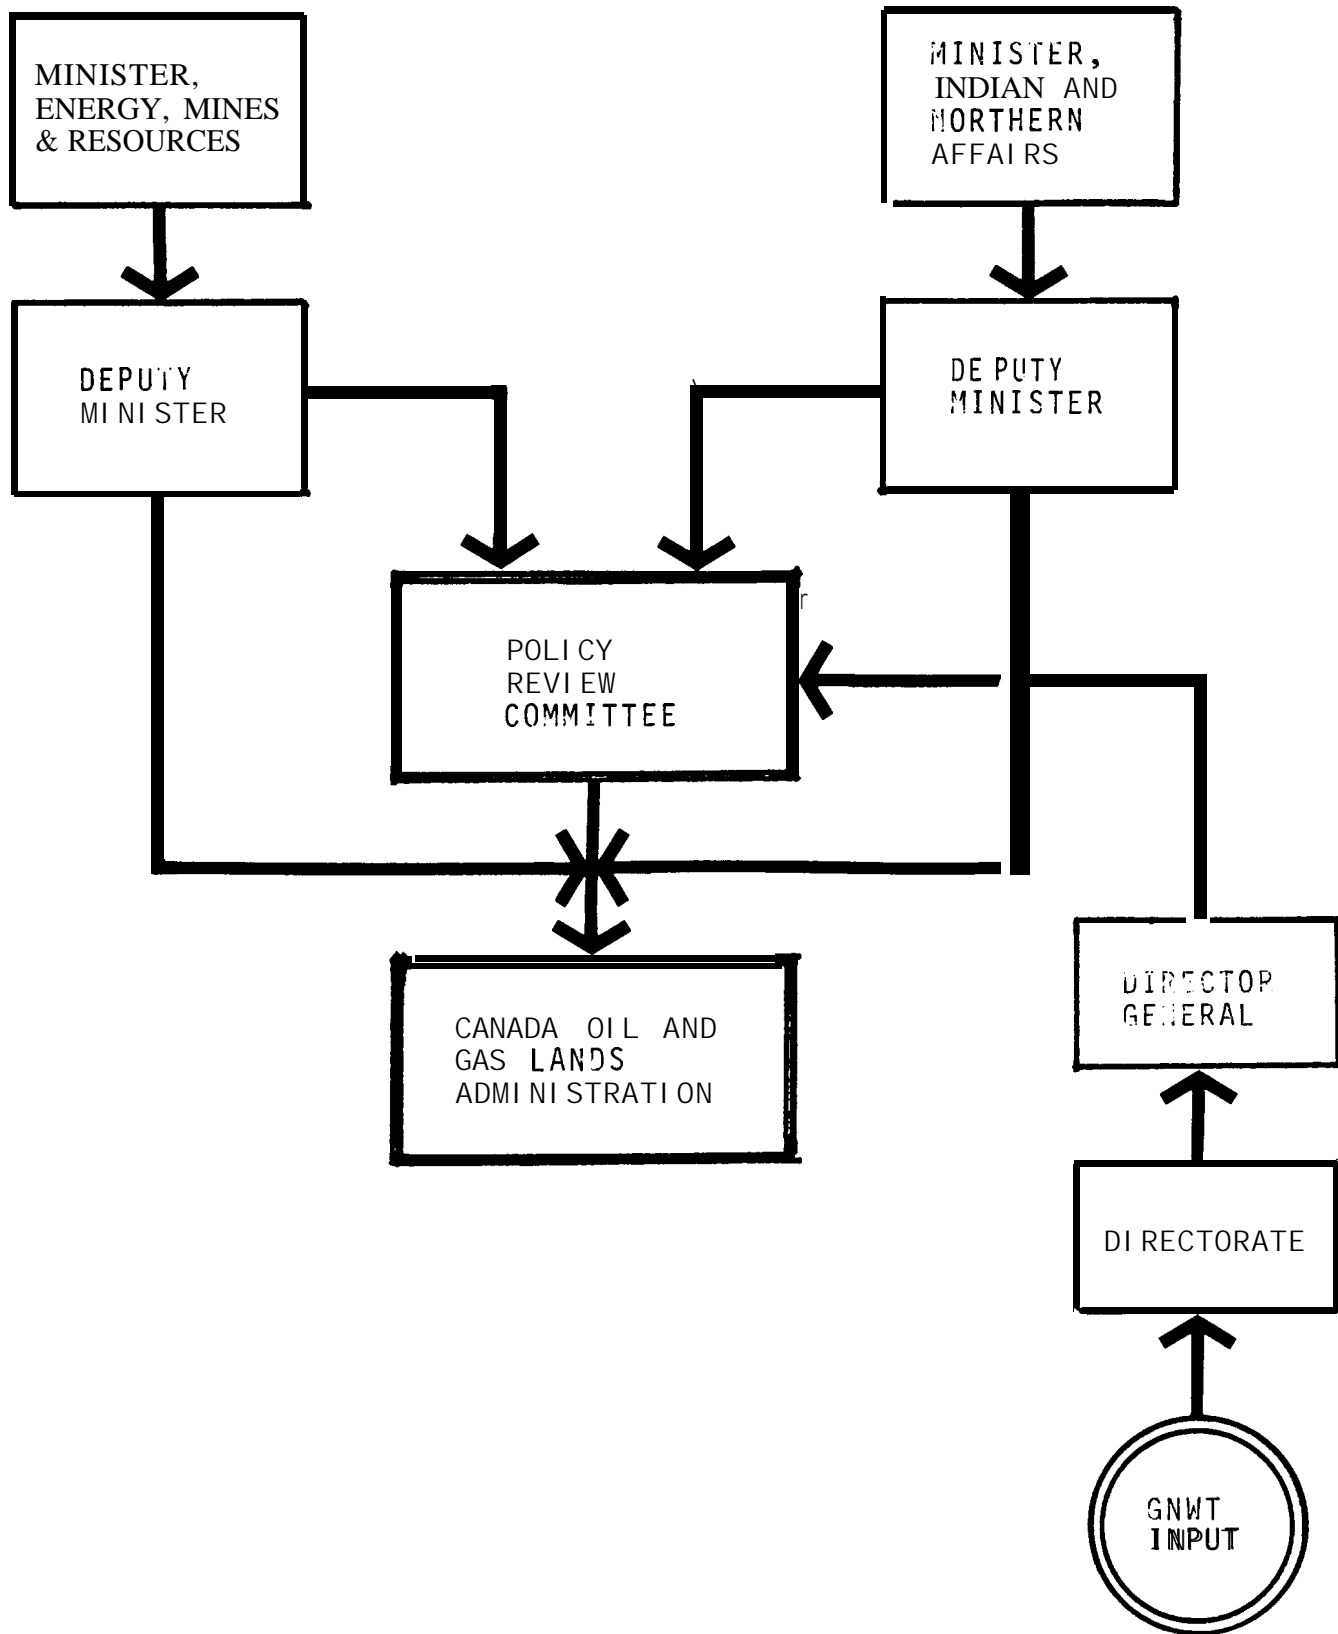 MINISTER,
ENERGY, MINES
& RESOURCES
MINISTER,
INDIAN AND
NORTHERN
AFFAIRS
DEPUTY
MINISTER
DEPUTY
MINISTER
POLICY
REVIEW
COMMITTEE
CANADA OIL AND
GAS LANDS
ADMINISTRATION
DIRECTOR
GENERAL
DIRECTORATE
GNWT
INPUT